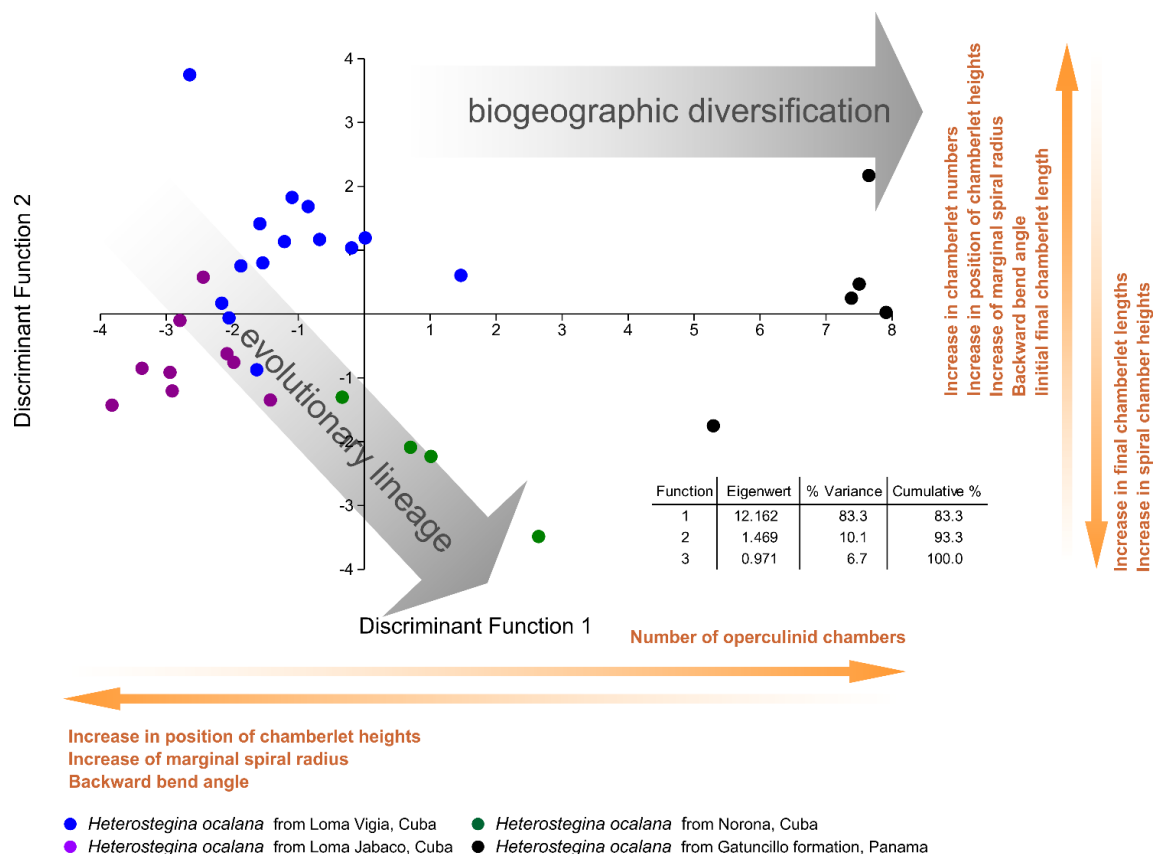 4
3
2
1
-1
-2
-3
-4
-4
-3
-2
-1
1
2
3
4
5
6
7
8
Discriminant Function 2
biogeographic diversification
evolutionary lineage
Increase in chamberlet numbers
Increase in position of chamberlet heights
Increase of marginal spiral radius
Backward bend angle
Iinitial final chamberlet length
Increase in final chamberlet lengths
Increase in spiral chamber heights
Function Eigenwert % Variance Cumulative %
1 12.162 83.3 83.3
2 1.469 10.1 93.3
3 0.971 6.7 100.0
Discriminant Function 1
Number of operculinid chambers
Increase in position of chamberlet heights
Increase of marginal spiral radius
Backward bend angle
Heterostegina ocalana from Loma Vigia, Cuba
Heterostegina ocalana from Norona, Cuba
Heterostegina ocalana from Loma Jabaco, Cuba
Heterostegina ocalana from Gatuncillo formation, Panama